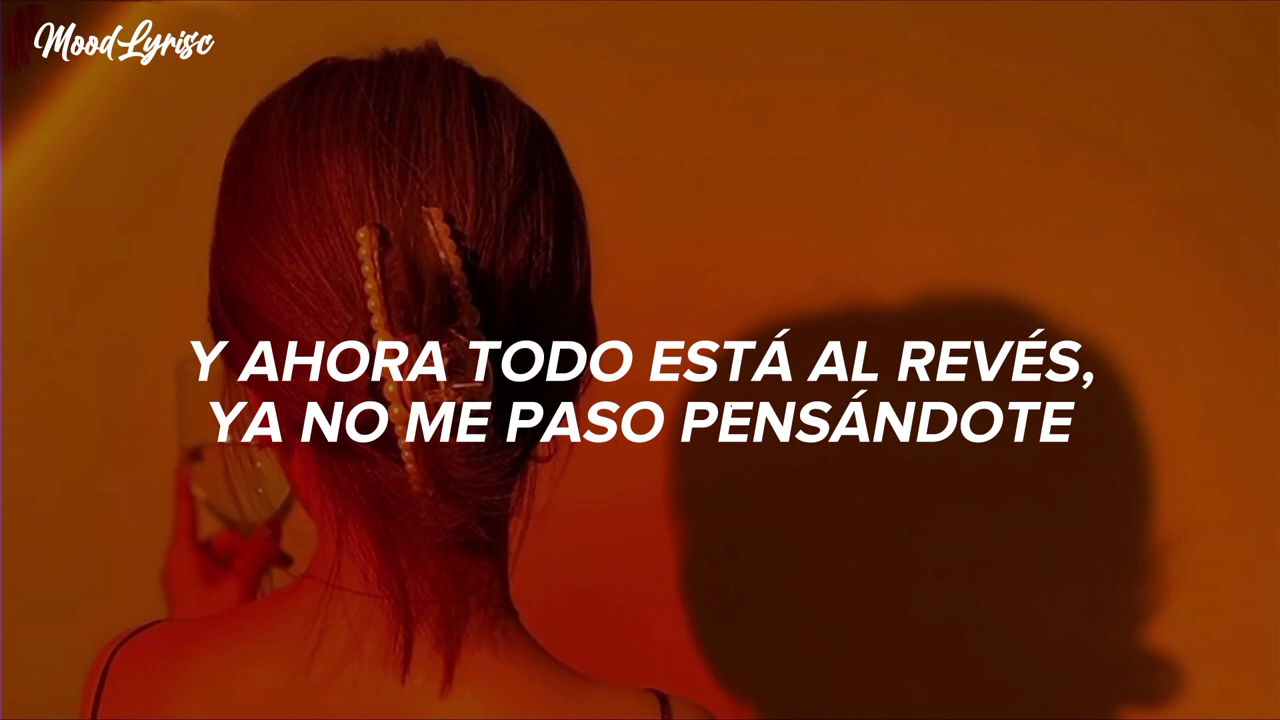 MoodLyrisc
Y AHORA TODO ESTÁ AL REVÉS,
YA NO ME PASO PENSÁNDOTE